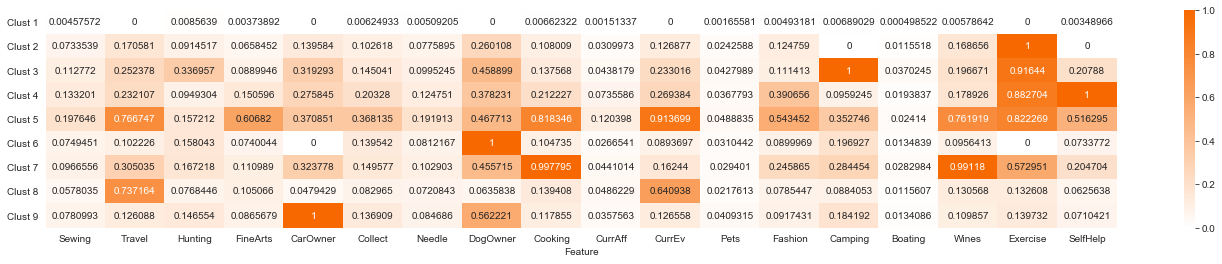 Clust 1 0.00457572 0 0.0085639 0.00373892 0 0.00624933 0.00509205 0 0.00662322 0.00151337 0 0.00165581 0.00493181 0.00689029 0.000498522 0.00578642 0 0.00348966
Clust 2 0.0733539 0.170581 0.0914517 0.0658452 0.139584 0.102618 0.0775895 0.260108 0.108009 0.0309973 0.126877 0.0242588 0.124759 0 0.0115518 0.168656 1 0
Clust 3 0.112772 0.252378 0.336957 0.0889946 0.319293 0.145041 0.0995245 0.458899 0.137568 0.0438179 0.233016 0.0427989 0.111413 1 0.0370245 0.196671 0.91644 0.20788
Clust 4 0.133201 0.232107 0.0949304 0.150596 0.275845 0.20328 0.124751 0.378231 0.212227 0.0735586 0.269384 0.0367793 0.390656 0.0959245 0.0193837 0.178926 0.882704 1
Clust 5 0.197646 0.766747 0.157212 0.60682 0.370851 0.368135 0.191913 0.467713 0.818346 0.120398 0.913699 0.0488835 0.543452 0.352746 0.02414 0.761919 0.822269 0.516295
Clust 6 0.0749451 0.102226 0.158043 0.0740044 0 0.139542 0.0812167 1 0.104735 0.0266541 0.0893697 0.0310442 0.0899969 0.196927 0.0134839 0.0956413 0 0.0733772
Clust 7 0.0966556 0.305035 0.167218 0.110989 0.323778 0.149577 0.102903 0.455715 0.997795 0.0441014 0.16244 0.029401 0.245865 0.284454 0.0282984 0.99118 0.572951 0.204704
Clust 8 0.0578035 0.737164 0.0768446 0.105066 0.0479429 0.082965 0.0720843 0.0635838 0.139408 0.0486229 0.640938 0.0217613 0.0785447 0.0884053 0.0115607 0.130568 0.132608 0.0625638
Clust 9 0.0780993 0.126088 0.146554 0.0865679 1 0.136909 0.084686 0.562221 0.117855 0.0357563 0.126558 0.0409315 0.0917431 0.184192 0.0134086 0.109857 0.139732 0.0710421
Sewing Travel Hunting FineArts CarOwner Collect Needle DogOwner Cooking CurrAff CurrEv Pets Fashion Camping Boating Wines Exercise SelfHelp
Feature
1.0
0.8
0.6
0.4
0.2
0.0